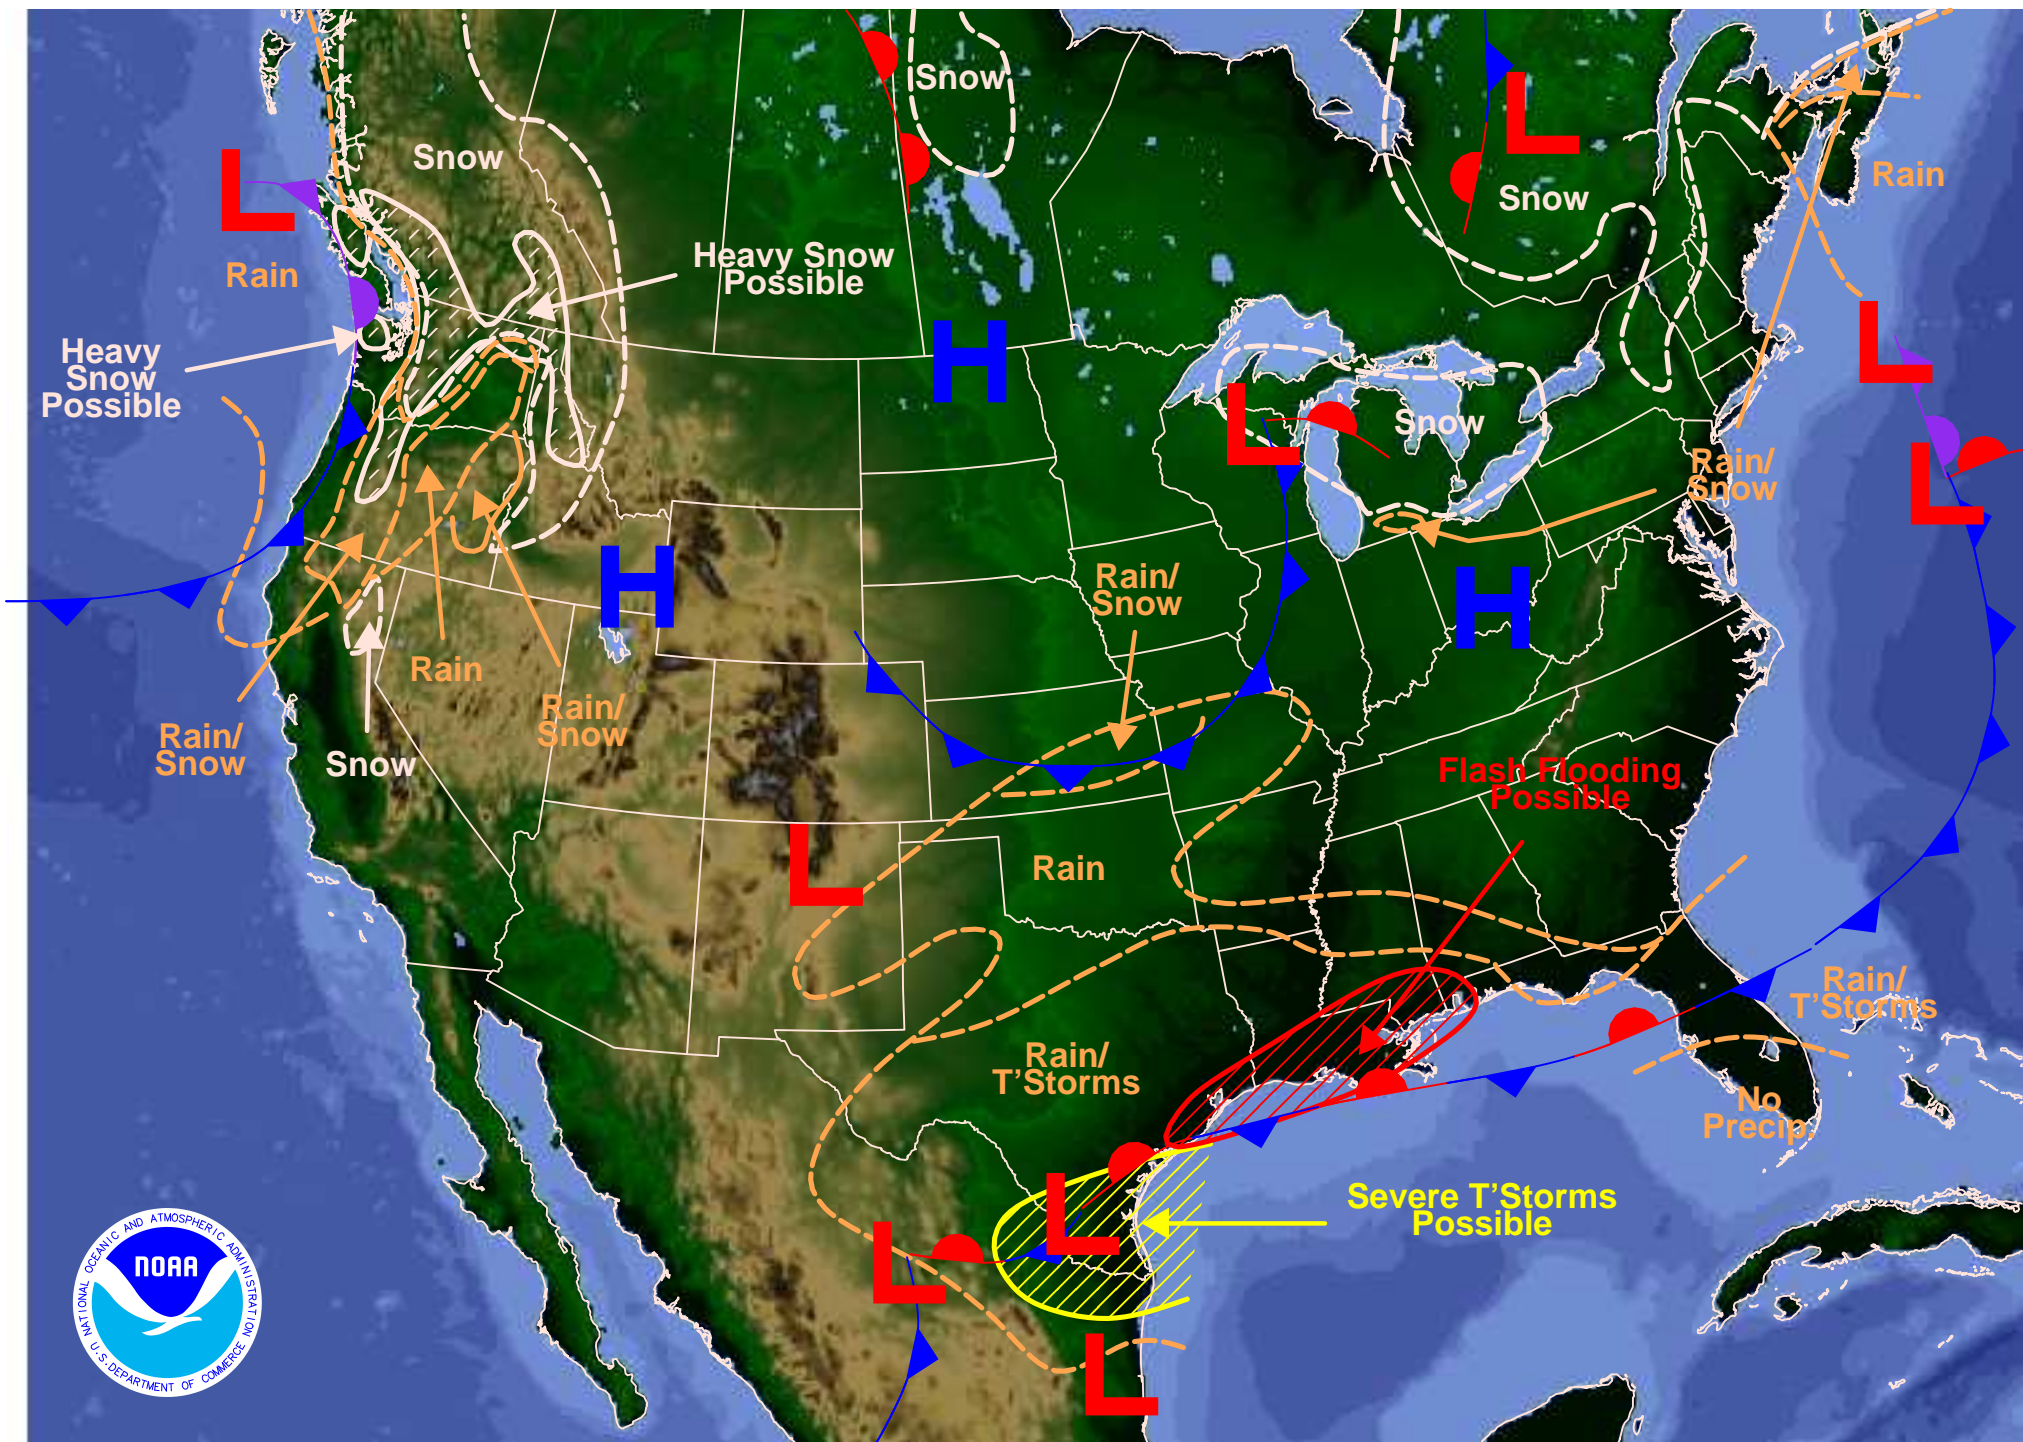 Snow
Snow
L
Rain
L
Snow
Rain
Heavy Snow
Possible
Heavy
Snow
Possible
H
L
L
Snow
Rain/
Snow
L
H
Rain/
Snow
H
Rain
Rain/
Snow
Rain/
Snow
Snow
Flash Flooding
Possible
L
Rain
Rain/
T'Storms
Rain/
T'Storms
No
Precip.
L
Severe T'Storms
Possible
L
L
NOAA
NATIONAL OCEANIC AND ATMOSPHERIC ADMINISTRATION
U.S. DEPARTMENT OF COMMERCE